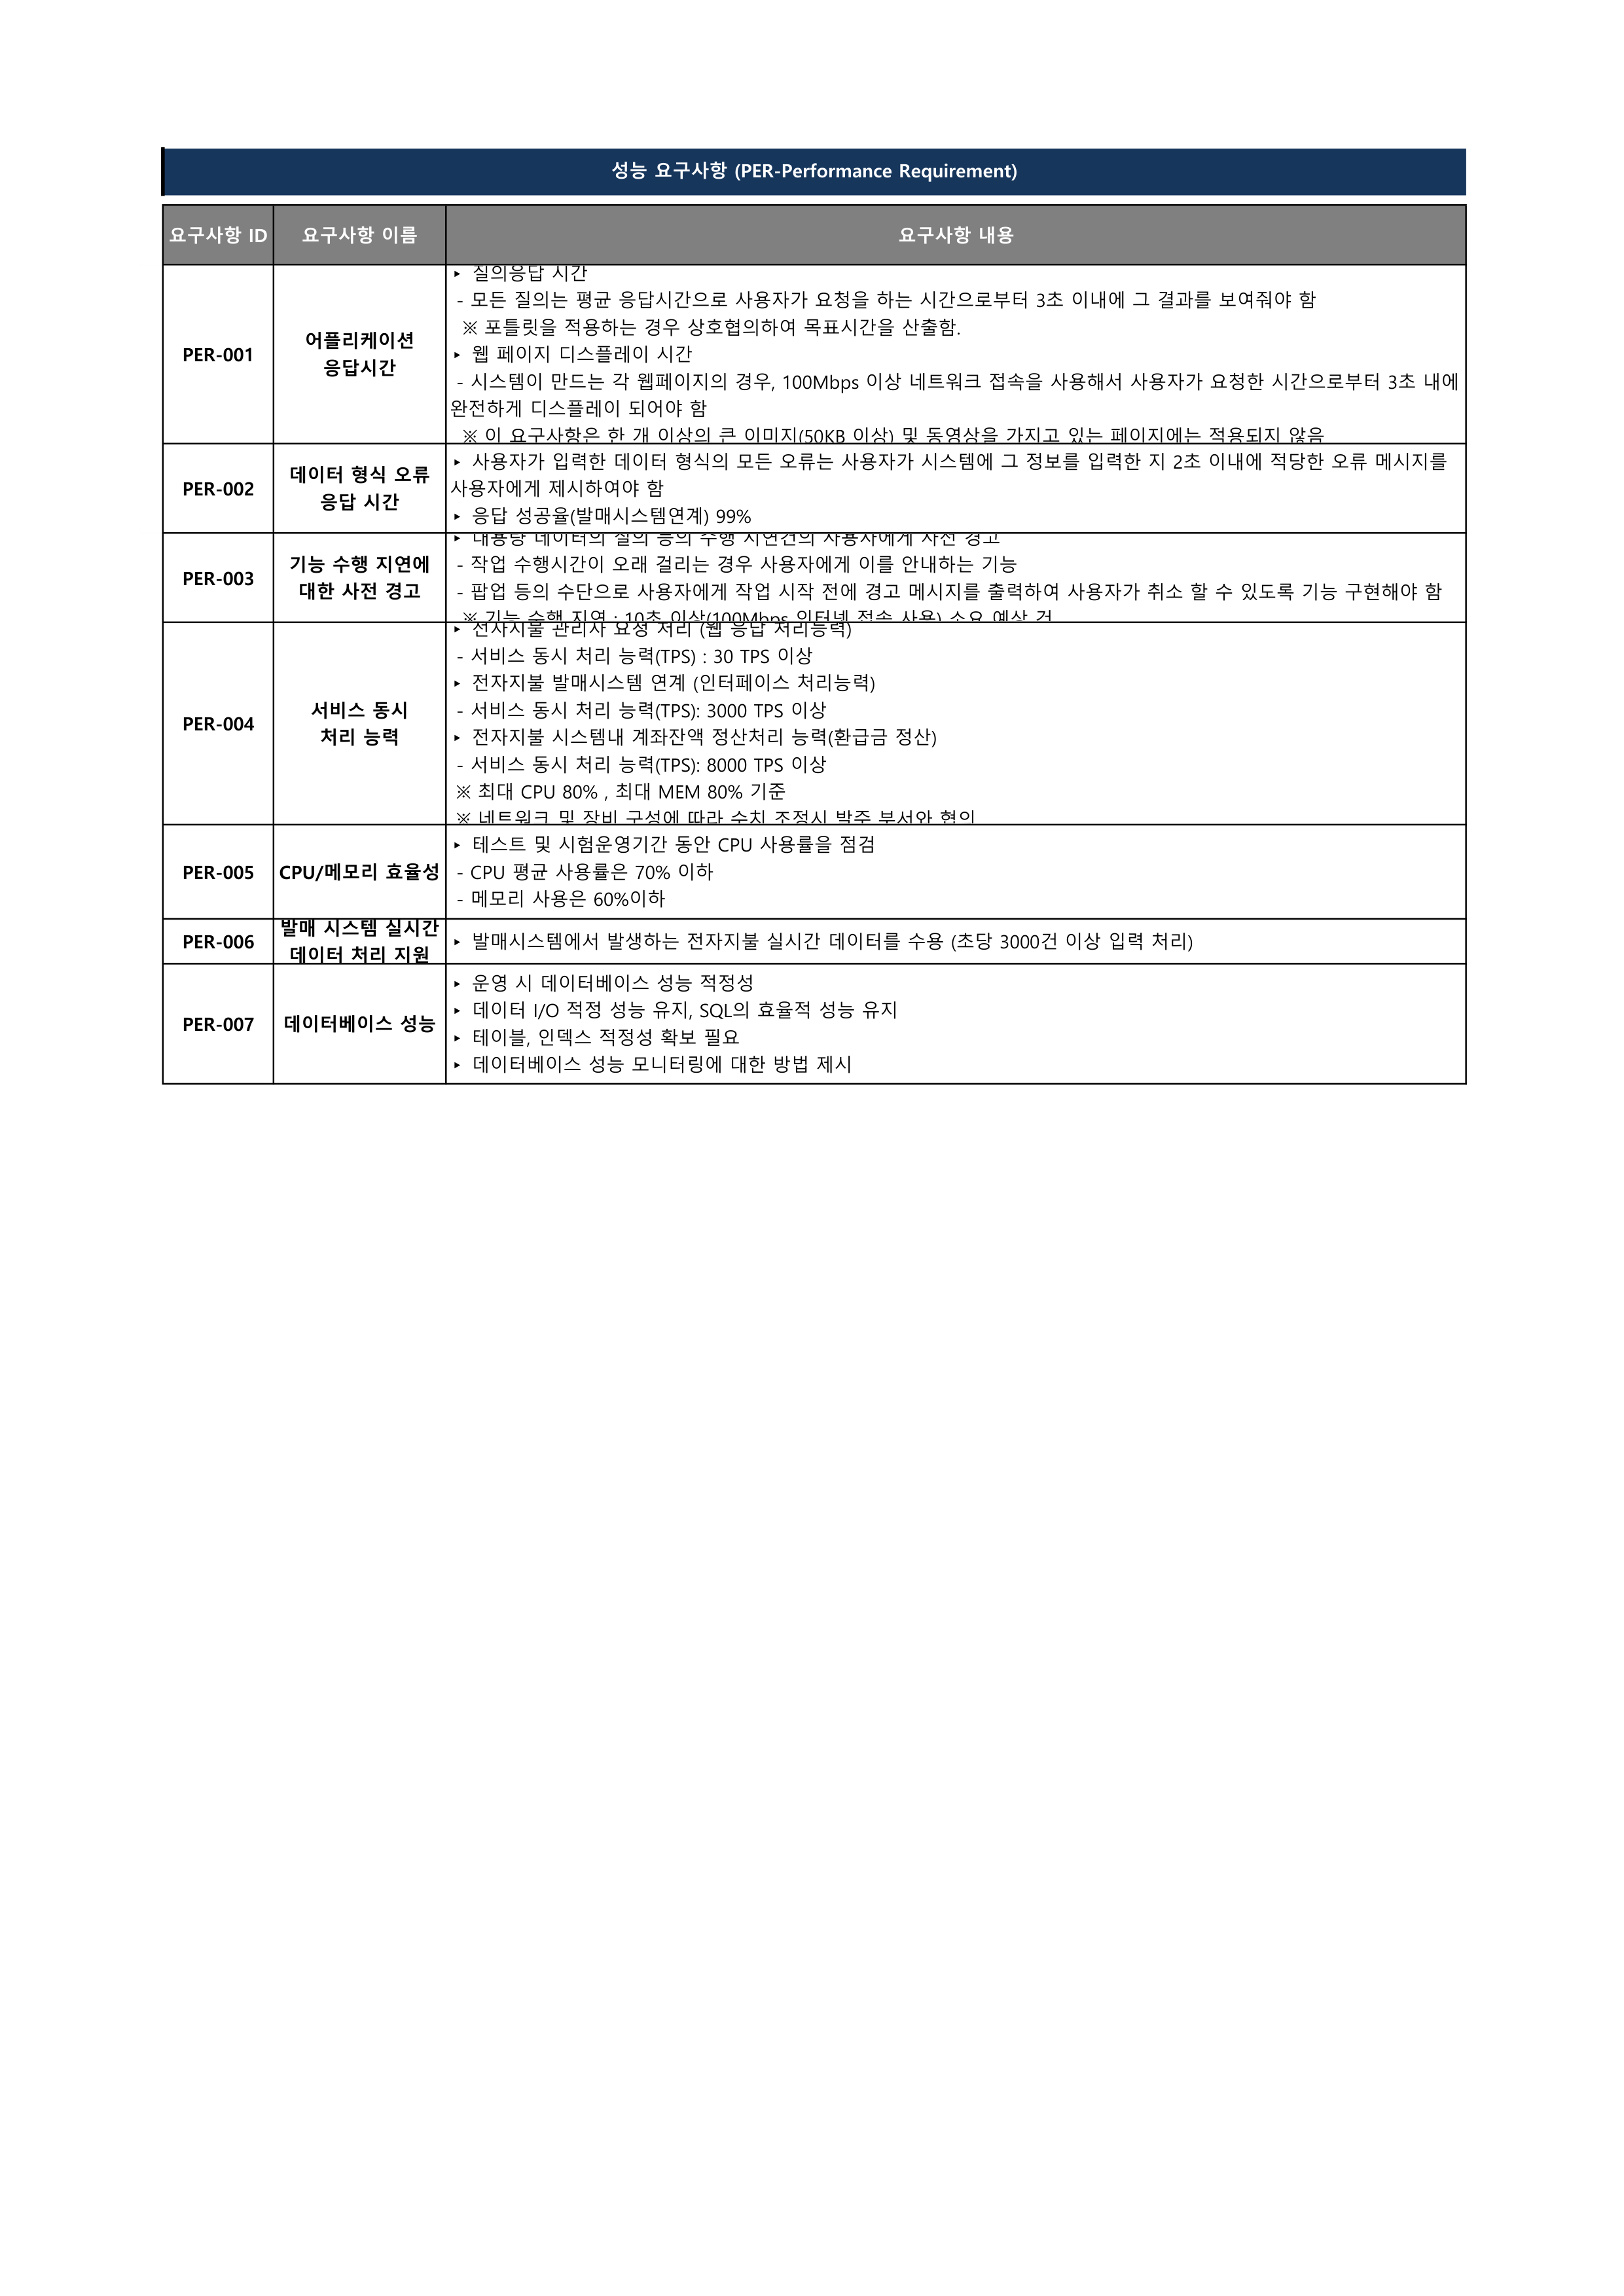 성능 요구사항 (PER-Performance Requirement)
요구사항 ID 요구사항 이름 요구사항 내용
PER-001
어플리케이션
응답시간
▸ 질의응답 시간
- 모든 질의는 평균 응답시간으로 사용자가 요청을 하는 시간으로부터 3초 이내에 그 결과를 보여줘야 함
※ 포틀릿을 적용하는 경우 상호협의하여 목표시간을 산출함.
▸ 웹 페이지 디스플레이 시간
- 시스템이 만드는 각 웹페이지의 경우, 100Mbps 이상 네트워크 접속을 사용해서 사용자가 요청한 시간으로부터 3초 내에
완전하게 디스플레이 되어야 함
※ 이 요구사항은 한 개 이상의 큰 이미지(50KB 이상) 및 동영상을 가지고 있는 페이지에는 적용되지 않음
PER-002
데이터 형식 오류
응답 시간
▸ 사용자가 입력한 데이터 형식의 모든 오류는 사용자가 시스템에 그 정보를 입력한 지 2초 이내에 적당한 오류 메시지를
사용자에게 제시하여야 함
▸ 응답 성공율(발매시스템연계) 99%
PER-003
기능 수행 지연에
대한 사전 경고
▸ 대용량 데이터의 질의 등의 수행 지연건의 사용자에게 사전 경고
- 작업 수행시간이 오래 걸리는 경우 사용자에게 이를 안내하는 기능
- 팝업 등의 수단으로 사용자에게 작업 시작 전에 경고 메시지를 출력하여 사용자가 취소 할 수 있도록 기능 구현해야 함
※ 기능 수행 지연 : 10초 이상(100Mbps 인터넷 접속 사용) 소요 예상 건
PER-004
서비스 동시
처리 능력
▸ 전자지불 관리자 요청 처리 (웹 응답 처리능력)
- 서비스 동시 처리 능력(TPS) : 30 TPS 이상
▸ 전자지불 발매시스템 연계 (인터페이스 처리능력)
- 서비스 동시 처리 능력(TPS): 3000 TPS 이상
▸ 전자지불 시스템내 계좌잔액 정산처리 능력(환급금 정산)
- 서비스 동시 처리 능력(TPS): 8000 TPS 이상
※ 최대 CPU 80% , 최대 MEM 80% 기준
※ 네트워크 및 장비 구성에 따라 수치 조정시 발주 부서와 협의
PER-005
CPU/메모리 효율성
▸ 테스트 및 시험운영기간 동안 CPU 사용률을 점검
- CPU 평균 사용률은 70% 이하
- 메모리 사용은 60%이하
PER-006
발매 시스템 실시간
데이터 처리 지원
▸ 발매시스템에서 발생하는 전자지불 실시간 데이터를 수용 (초당 3000건 이상 입력 처리)
PER-007
데이터베이스 성능
▸ 운영 시 데이터베이스 성능 적정성
▸ 데이터 I/O 적정 성능 유지, SQL의 효율적 성능 유지
▸ 테이블, 인덱스 적정성 확보 필요
▸ 데이터베이스 성능 모니터링에 대한 방법 제시